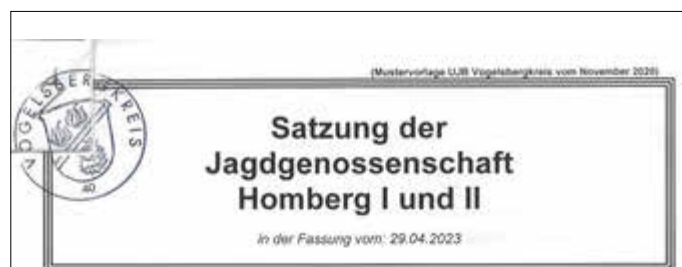 (Mustervorlage UJB Vogelsbergkreis vom November 2020)
VOGELSBERGKREIS
40
Satzung der
Jagdgenossenschaft
Homberg I und II
in der Fassung vom: 29.04.2023